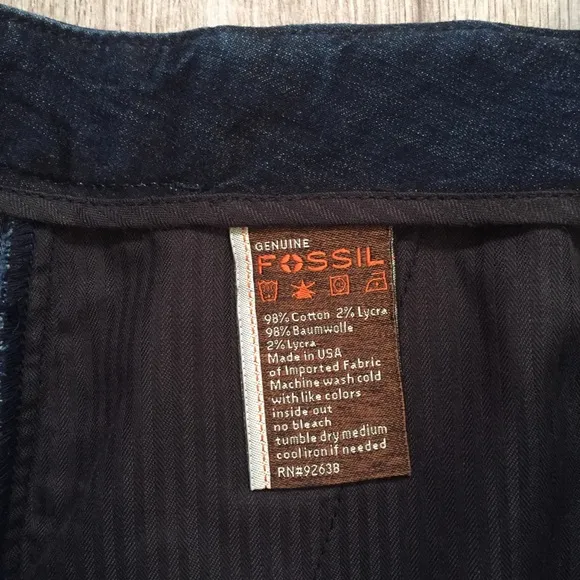 GENUINE
FOSSIL
98% Cotton 2% Lycra
98% Baumwolle
2% Lycra
Made in USA
of Imported Fabric
Machine wash cold
with like colors
inside out
no bleach
tumble dry medium
cool iron if needed
RN#92638